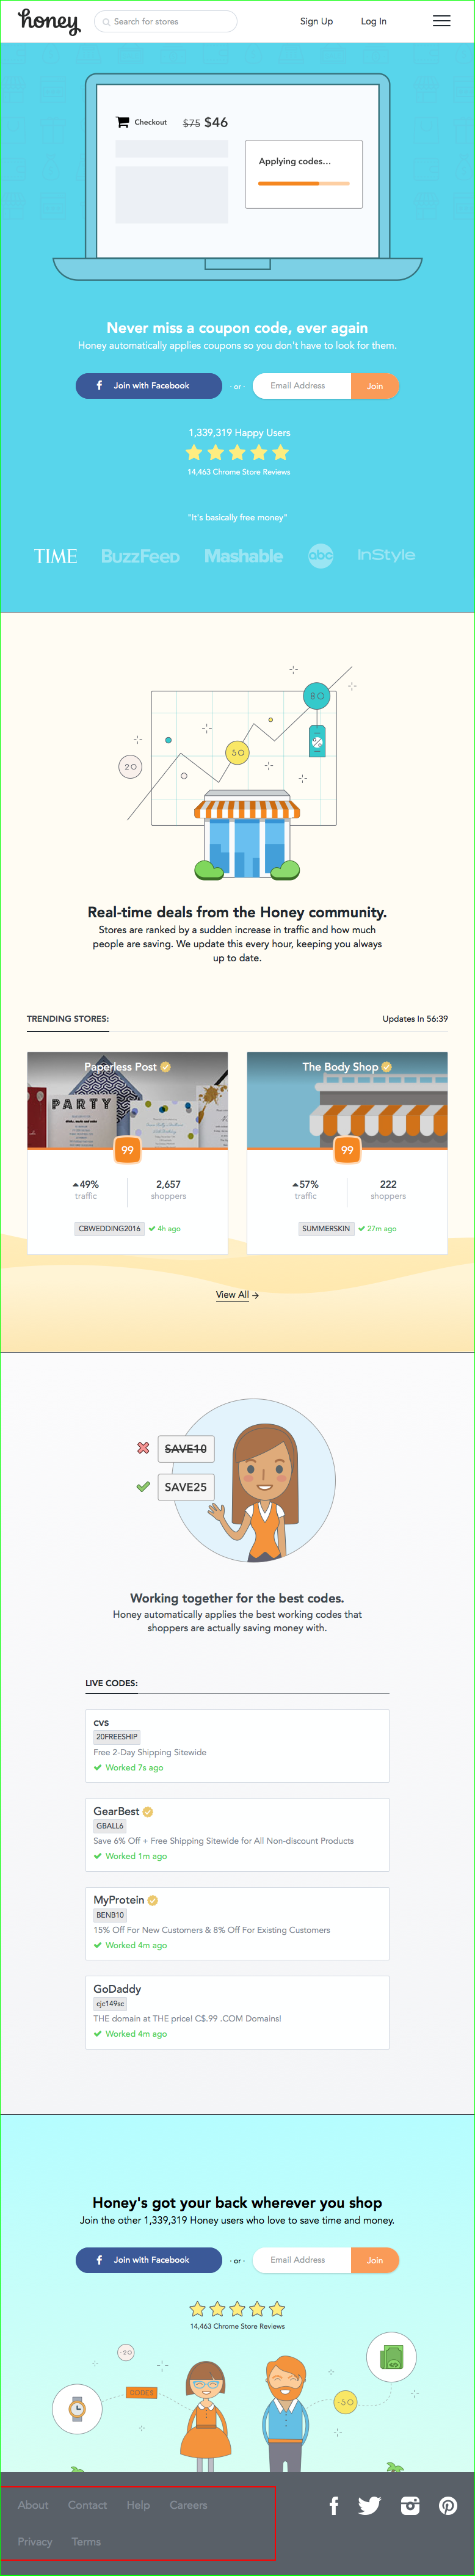 honey
Search for stores
Sign Up
Log In
Checkout $75 $46
Applying codes...
Never miss a coupon code, ever again
Honey automatically applies coupons so you don't have to look for them.
f Join with Facebook
- or -
Email Address
Join
1,339,319 Happy Users
14,463 Chrome Store Reviews
"It's basically free money"
TIME BuzzFeed Mashable abc InStyle
80
50
20
Real-time deals from the Honey community.
Stores are ranked by a sudden increase in traffic and how much
people are saving. We update this every hour, keeping you always
up to date.
TRENDING STORES:
Updates In 56:39
Paperless Post
PARTY
99
49% 2,657
traffic shoppers
CBWEDDING2016 4h ago
The Body Shop
99
57% 222
traffic shoppers
SUMMERSKIN 27m ago
View All
SAVE10
SAVE25
Working together for the best codes.
Honey automatically applies the best working codes that
shoppers are actually saving money with.
LIVE CODES:
CVS
20FREESHIP
Free 2-Day Shipping Sitewide
Worked 7s ago
GearBest
GBALL6
Save 6% Off + Free Shipping Sitewide for All Non-discount Products
Worked 1m ago
MyProtein
BENB10
15% Off For New Customers & 8% Off For Existing Customers
Worked 4m ago
GoDaddy
cjc149sc
THE domain at THE price! C$.99 .COM Domains!
Worked 4m ago
Honey's got your back wherever you shop
Join the other 1,339,319 Honey users who love to save time and money.
f Join with Facebook
- or -
Email Address
Join
14,463 Chrome Store Reviews
-20
CODES
-50
About Contact Help Careers
Privacy Terms